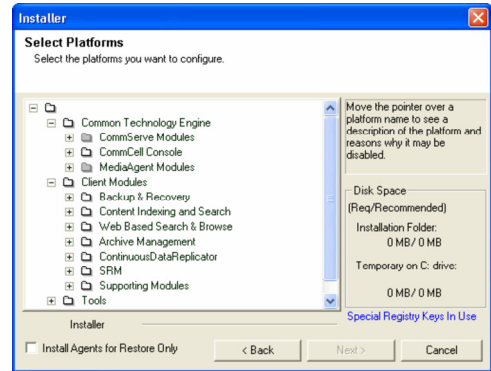 Installer
Select Platforms
Select the platforms you want to configure.
Common Technology Engine
CommServe Modules
CommCell Console
MediaAgent Modules
Client Modules
Backup & Recovery
Content Indexing and Search
Web Based Search & Browse
Archive Management
ContinuousDataReplicator
SRM
Supporting Modules
Tools
Move the pointer over a
platform name to see a
description of the platform and
reasons why it may be
disabled.
Disk Space
(Req/Recommended)
Installation Folder:
0 MB/ 0 MB
Temporary on C: drive:
0 MB/ 0 MB
Special Registry Keys In Use
Installer
Install Agents for Restore Only
< Back
Next >
Cancel